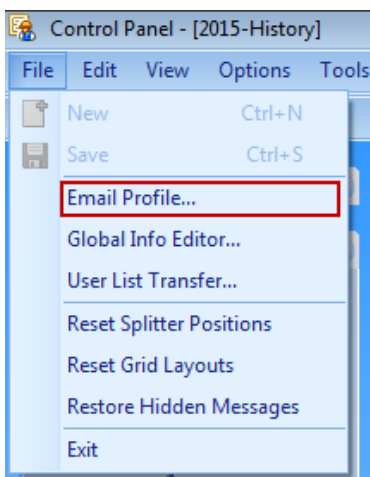 Control Panel - [2015-History]
File Edit View Options Tools
New Ctrl+N
Save Ctrl+S
Email Profile...
Global Info Editor...
User List Transfer...
Reset Splitter Positions
Reset Grid Layouts
Restore Hidden Messages
Exit